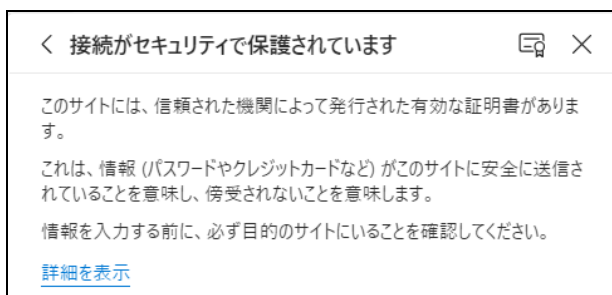 接続がセキュリティで保護されています
このサイトには、信頼された機関によって発行された有効な証明書がありま
す。
これは、情報 (パスワードやクレジットカードなど) がこのサイトに安全に送信さ
れていることを意味し、傍受されないことを意味します。
情報を入力する前に、必ず目的のサイトにいることを確認してください。
詳細を表示